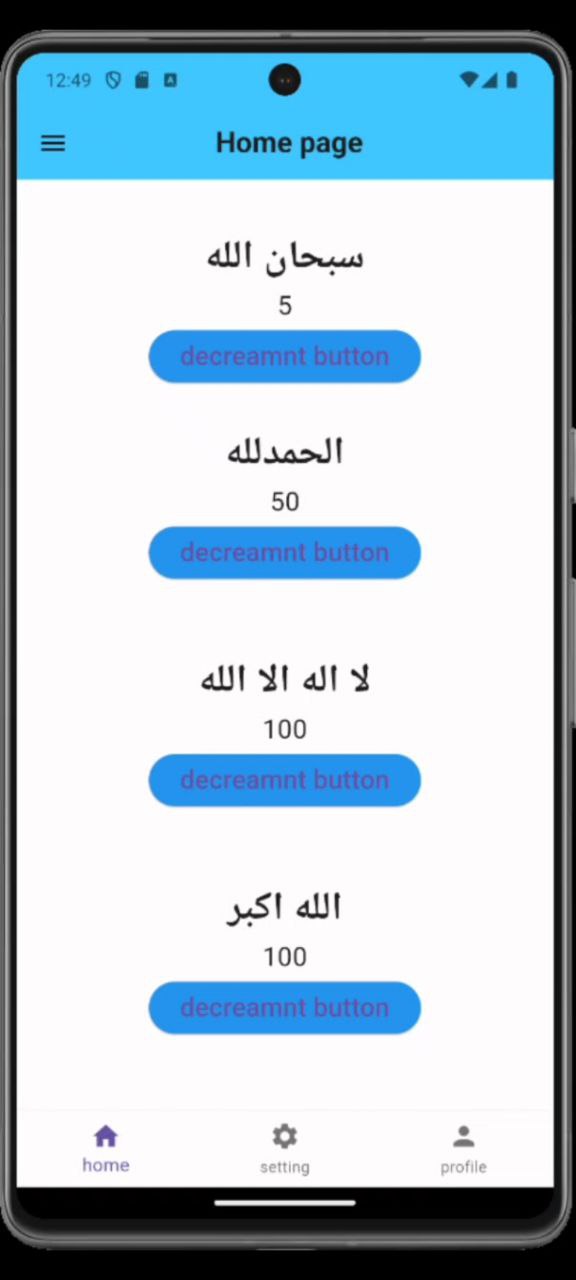 12:49
Home page
سبحان الله
5
decreamnt button
الحمدلله
50
decreamnt button
لا اله الا الله
100
decreamnt button
الله اكبر
100
decreamnt button
home setting profile